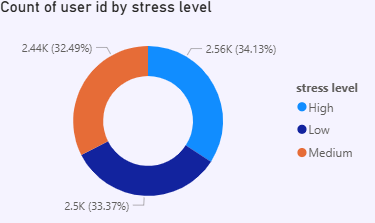 Count of user id by stress level
2.44K (32.49%)
2.56K (34.13%)
stress level
High
Low
Medium
2.5K (33.37%)